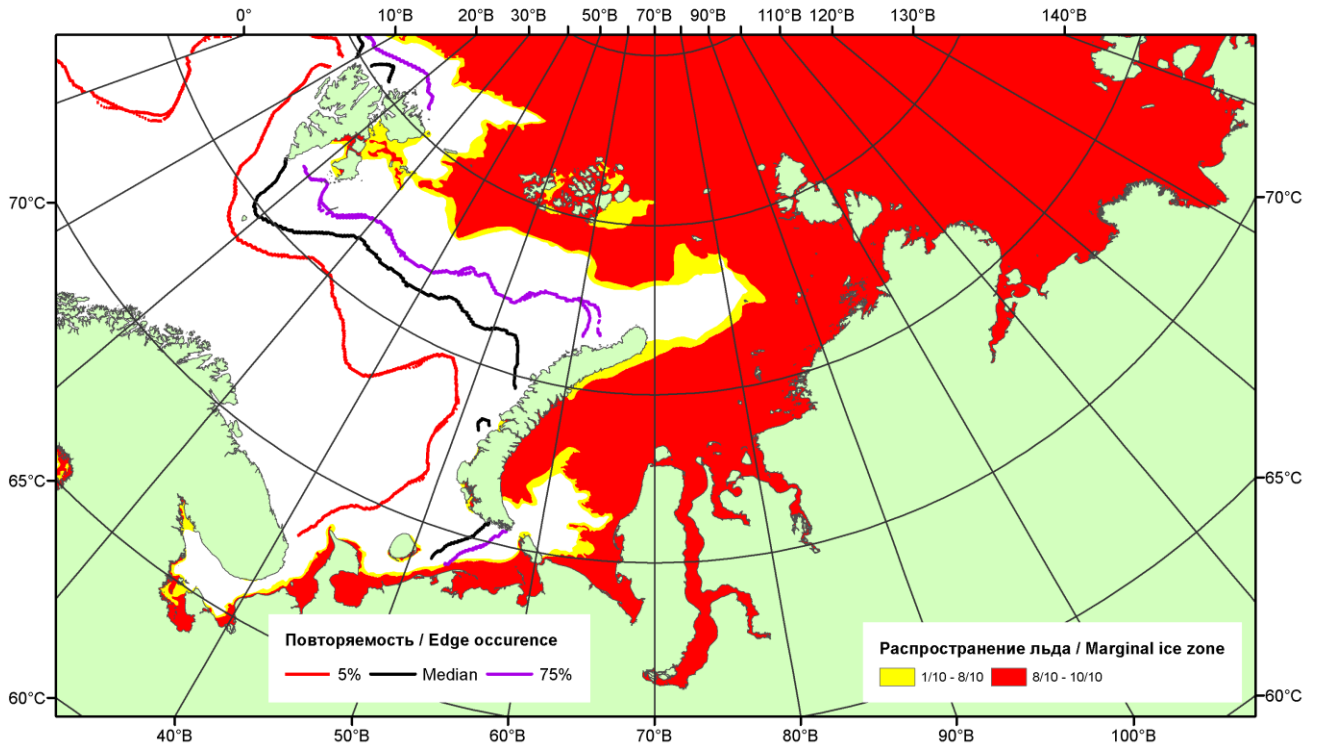 0° 10°В 20°В 30°В 50°В 70°В 90°В 110°В 120°В 130°В 140°В
70°С 70°С
65°С 65°С
60°С 60°С
Повторяемость / Edge occurence
5% Median 75%
Распространение льда / Marginal ice zone
1/10 - 8/10 8/10 - 10/10
40°В 50°В 60°В 70°В 80°В 90°В 100°В